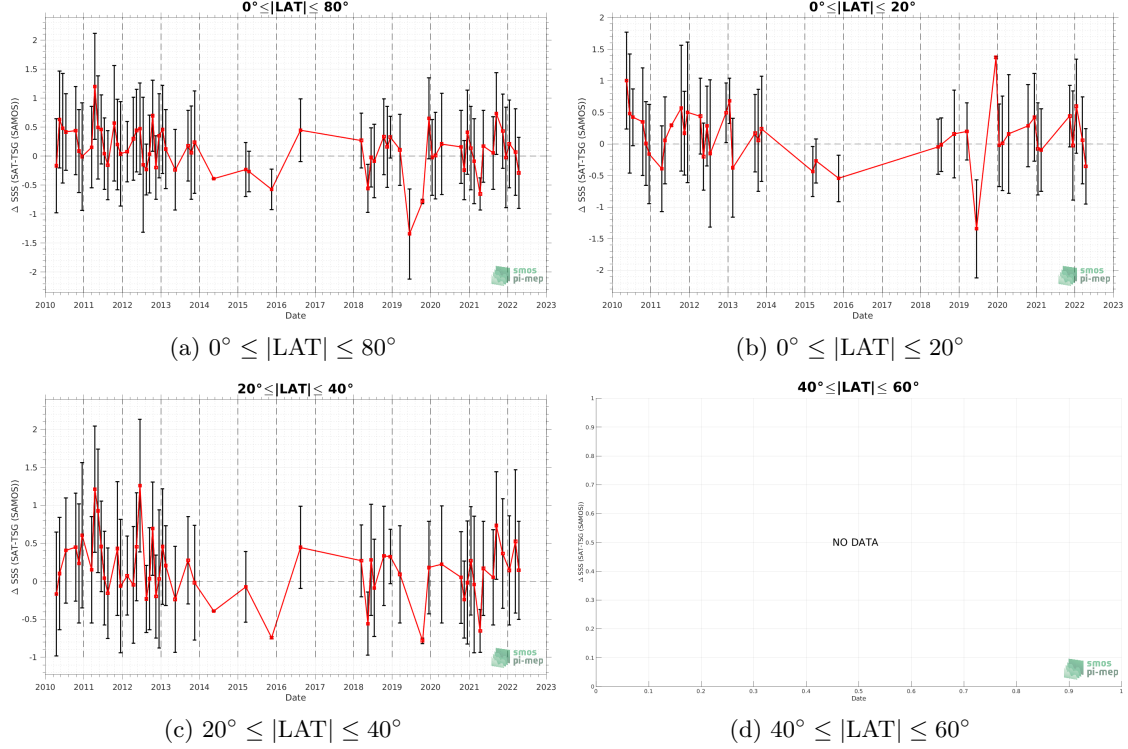 0°≤|LAT|≤ 80°
Δ SSS (SAT-TSG (SAMOS))
2
1.5
1
0.5
0
-0.5
-1
-1.5
-2
2010 2011 2012 2013 2014 2015 2016 2017 2018 2019 2020 2021 2022 2023
Date
smos
pi-mep
(a) 0° ≤ |LAT| ≤ 80°
0°≤|LAT|≤ 20°
Δ SSS (SAT-TSG (SAMOS))
2
1.5
1
0.5
0
-0.5
-1
-1.5
-2
2010 2011 2012 2013 2014 2015 2016 2017 2018 2019 2020 2021 2022 2023
Date
smos
pi-mep
(b) 0° ≤ |LAT| ≤ 20°
20°≤|LAT|≤ 40°
Δ SSS (SAT-TSG (SAMOS))
2
1.5
1
0.5
0
-0.5
-1
2010 2011 2012 2013 2014 2015 2016 2017 2018 2019 2020 2021 2022 2023
Date
smos
pi-mep
(c) 20° ≤ |LAT| ≤ 40°
40°≤|LAT|≤ 60°
Δ SSS (SAT-TSG (SAMOS))
1
0.9
0.8
0.7
0.6
0.5
0.4
0.3
0.2
0.1
0
NO DATA
0 0.1 0.2 0.3 0.4 0.5 0.6 0.7 0.8 0.9 1
Date
smos
pi-mep
(d) 40° ≤ |LAT| ≤ 60°